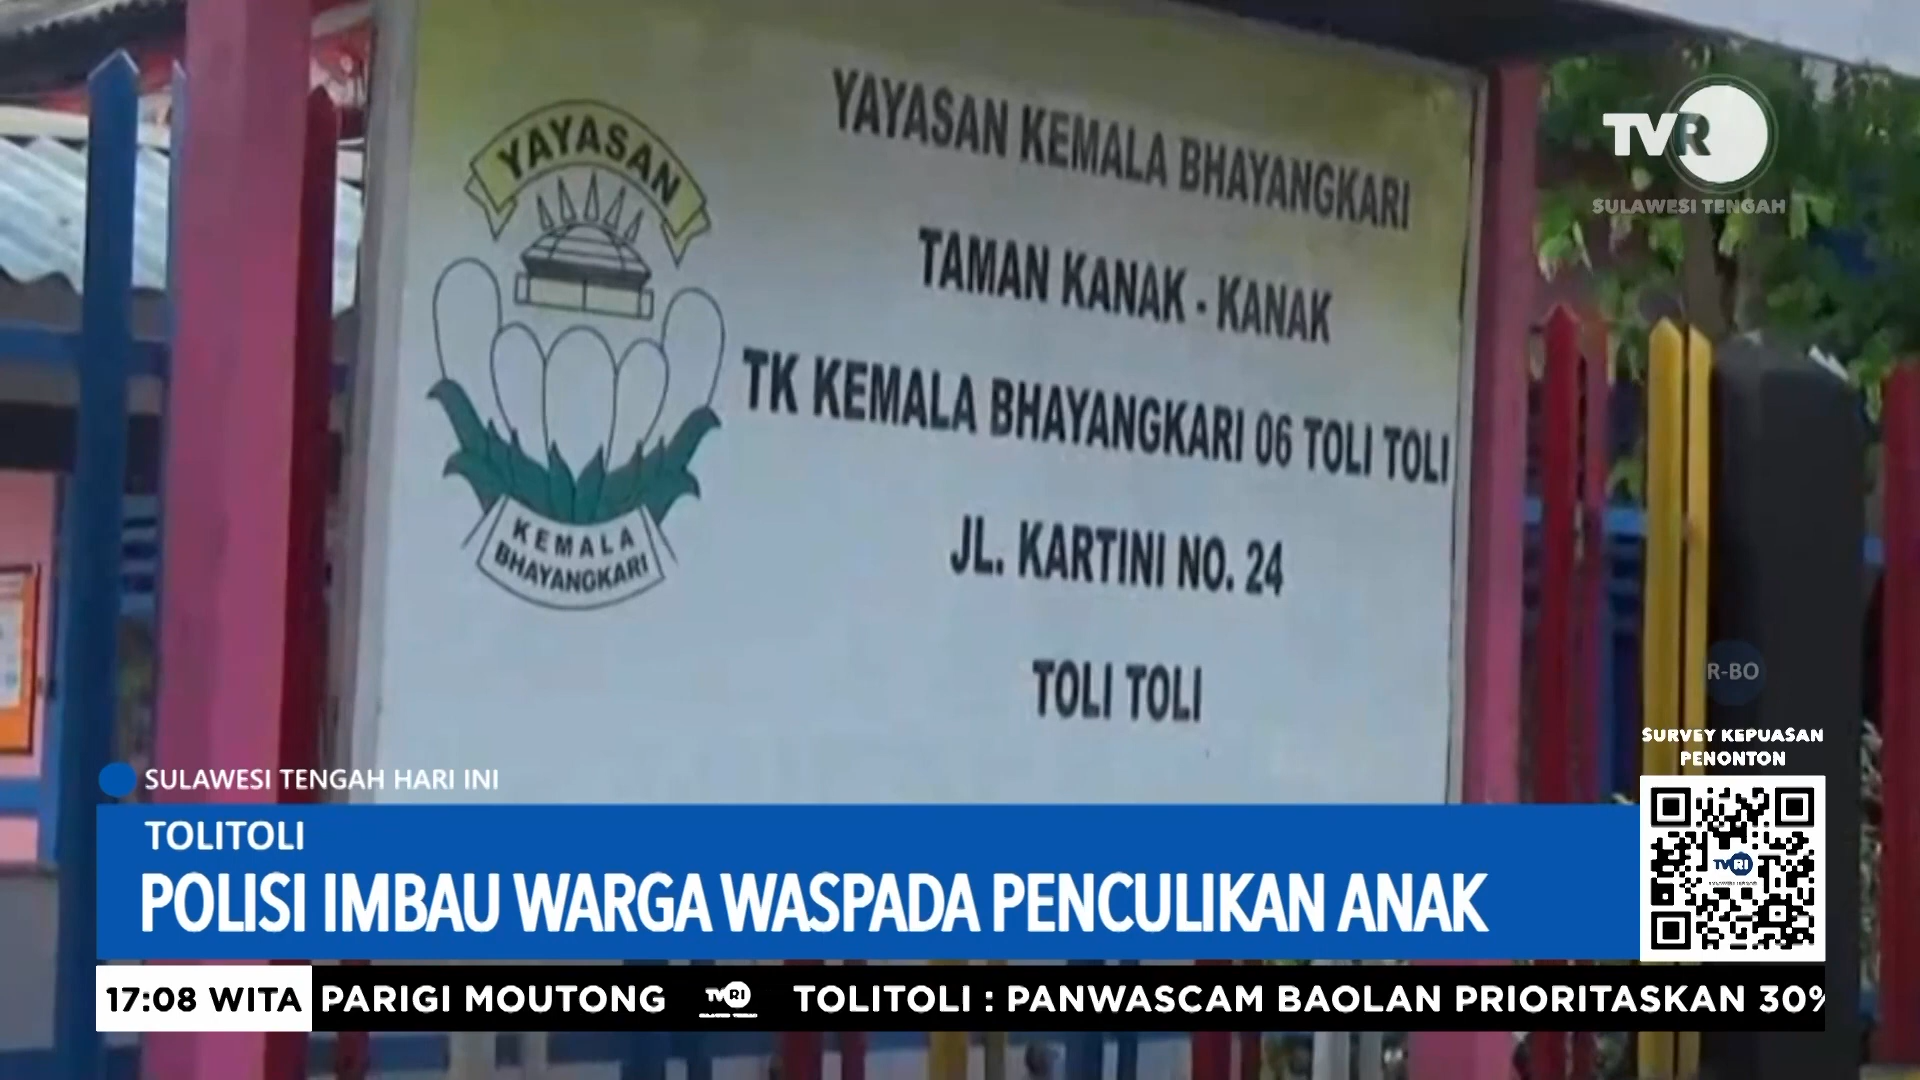 YAYASAN KEMALA BHAYANGKARI
TAMAN KANAK - KANAK
TK KEMALA BHAYANGKARI 06 TOLI TOLI
JL. KARTINI NO. 24
TOLI TOLI
YAYASAN
KEMALA
BHAYANGKARI
TVR
SULAWESI TENGAH
R-BO
SURVEY KEPUASAN
PENONTON
TVRI
SULAWESI TENGAH HARI INI
TOLITOLI
POLISI IMBAU WARGA WASPADA PENCULIKAN ANAK
17:08 WITA PARIGI MOUTONG TVRI TOLITOLI : PANWASCAM BAOLAN PRIORITASKAN 30%